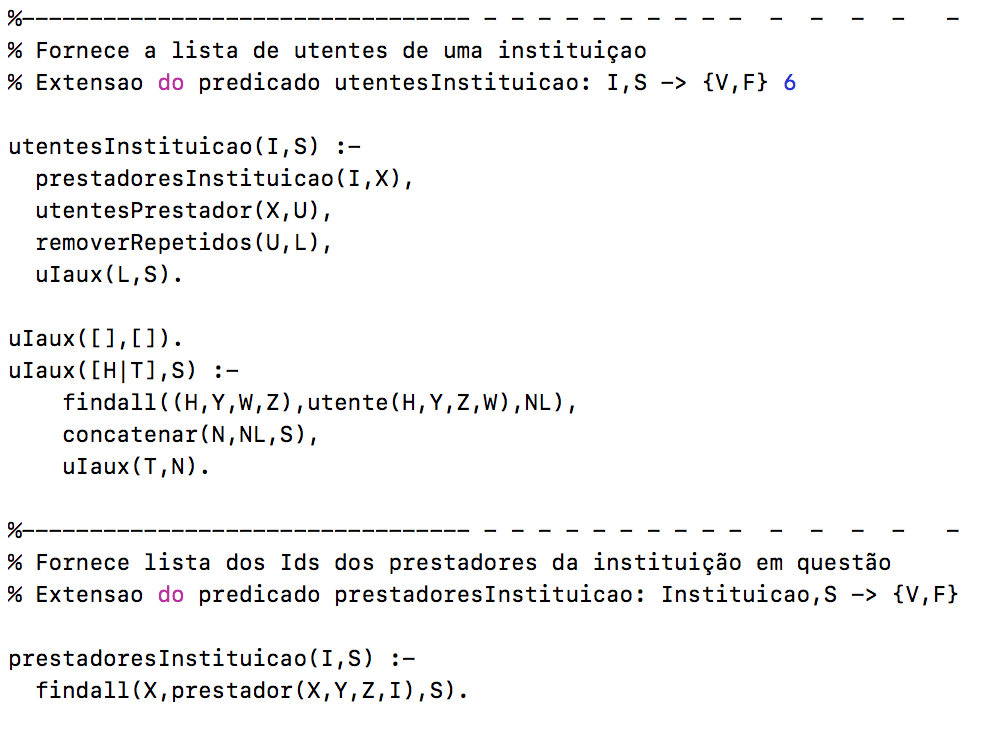 %--------------------------------- - - - - - - - - - -  -  -  -  -   -
% Fornece a lista de utentes de uma instituiçao
% Extensao do predicado utentesInstituicao: I,S -> {V,F} 6
utentesInstituicao(I,S) :-
  prestadoresInstituicao(I,X),
  utentesPrestador(X,U),
  removerRepetidos(U,L),
  uIaux(L,S).
uIaux([],[]).
uIaux([H|T],S) :-
    findall((H,Y,W,Z),utente(H,Y,Z,W),NL),
    concatenar(N,NL,S),
    uIaux(T,N).
%--------------------------------- - - - - - - - - - -  -  -  -  -   -
% Fornece lista dos Ids dos prestadores da instituição em questão
% Extensao do predicado prestadoresInstituicao: Instituicao,S -> {V,F}
prestadoresInstituicao(I,S) :-
  findall(X,prestador(X,Y,Z,I),S).